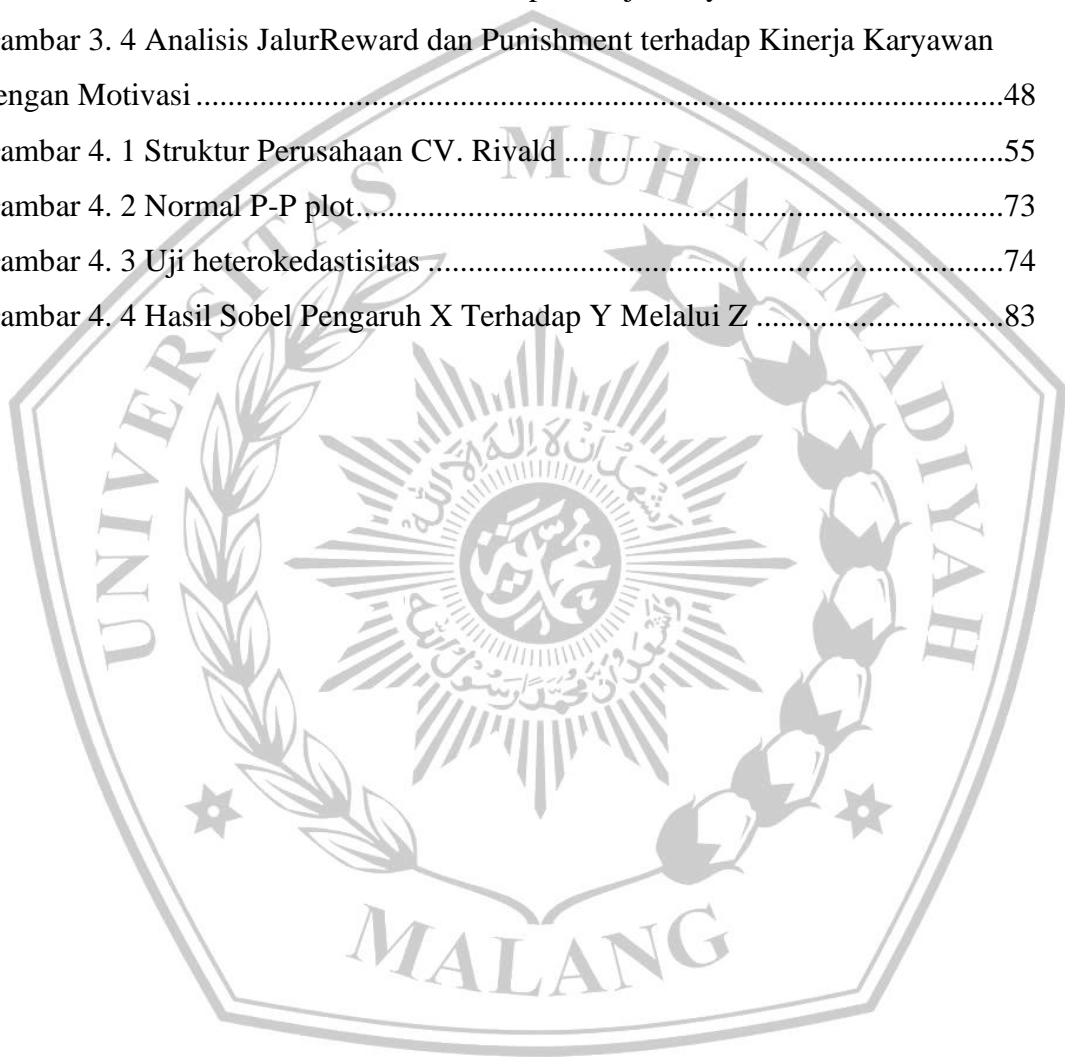 ambar 3. 4 Analisis JalurReward dan Punishment terhadap Kinerja Karyawan
engan Motivasi....................................................................................................48
ambar 4. 1 Struktur Perusahaan CV. Rivald ......................................................55
ambar 4. 2 Normal P-P plot................................................................................73
ambar 4. 3 Uji heterokedastisitas .......................................................................74
ambar 4. 4 Hasil Sobel Pengaruh X Terhadap Y Melalui Z ...............................83
UNIVERSITAS MUHAMMADIYAH
MALANG